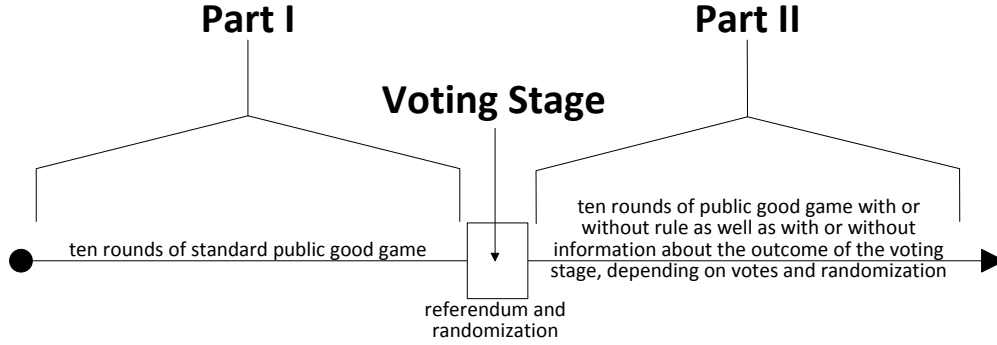 Part I
Part II
Voting Stage
ten rounds of standard public good game
ten rounds of public good game with or
without rule as well as with or without
information about the outcome of the voting
stage, depending on votes and randomization
referendum and
randomization